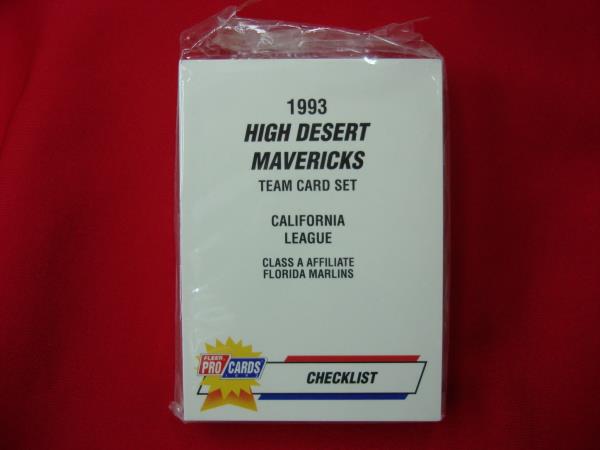 1993
HIGH DESERT
MAVERICKS
TEAM CARD SET
CALIFORNIA
LEAGUE
CLASS A AFFILIATE
FLORIDA MARLINS
FLEER
PRO CARDS
CHECKLIST